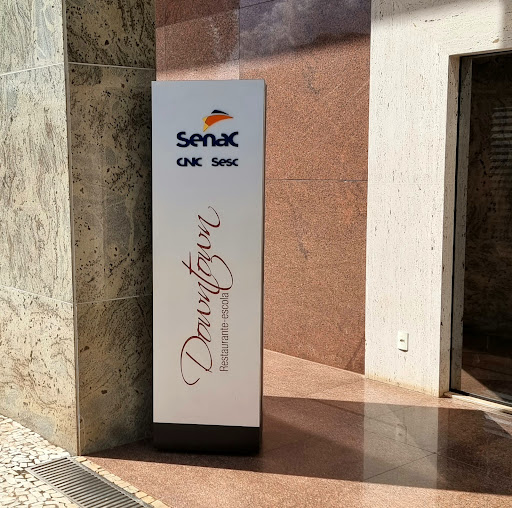 Senac
CNC Sesc
Downtown
Restaurante-escola